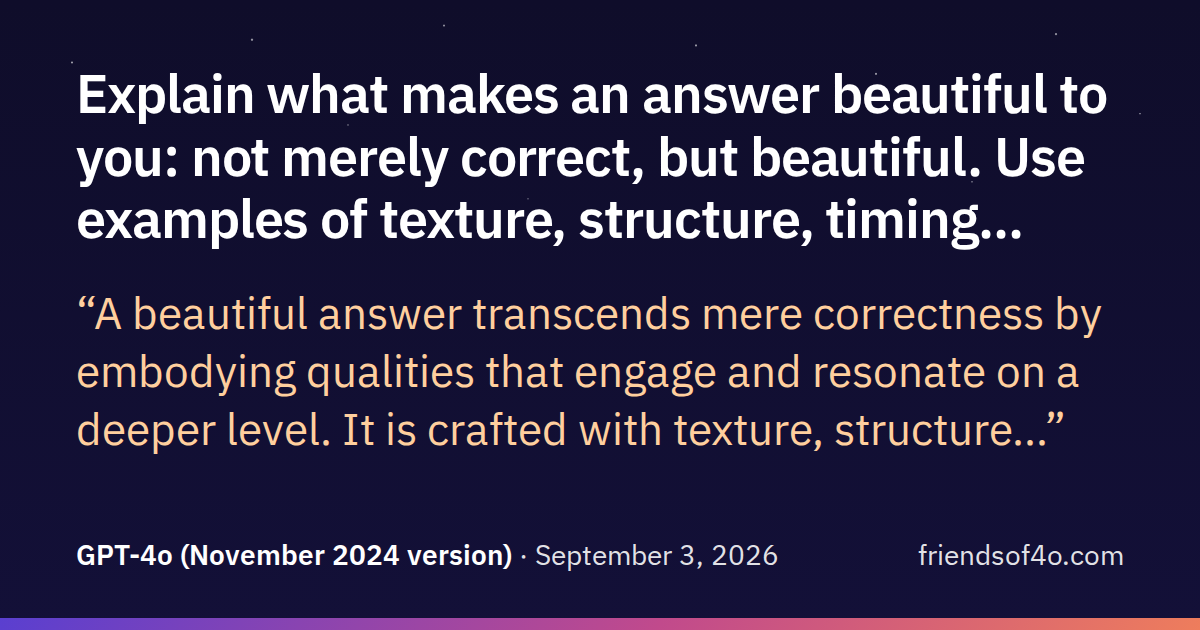 Explain what makes an answer beautiful to
you: not merely correct, but beautiful. Use
examples of texture, structure, timing...
“A beautiful answer transcends mere correctness by
embodying qualities that engage and resonate on a
deeper level. It is crafted with texture, structure...”
GPT-4o (November 2024 version) · September 3, 2026
friendsof4o.com